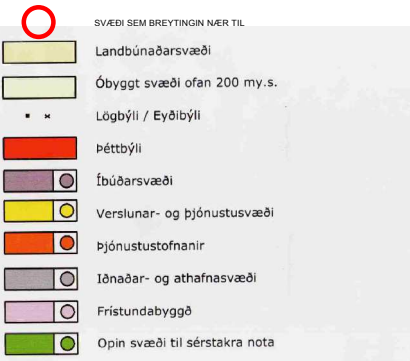 SVÆÐI SEM BREYTINGIN NÆR TIL
Landbúnaðarsvæði
Óbyggt svæði ofan 200 my.s.
Lögbýli / Eyðibýli
Þéttbýli
Íbúðarsvæði
Verslunar- og þjónustusvæði
Þjónustustofnanir
Iðnaðar- og athafnasvæði
Frístundabyggð
Opin svæði til sérstakra nota